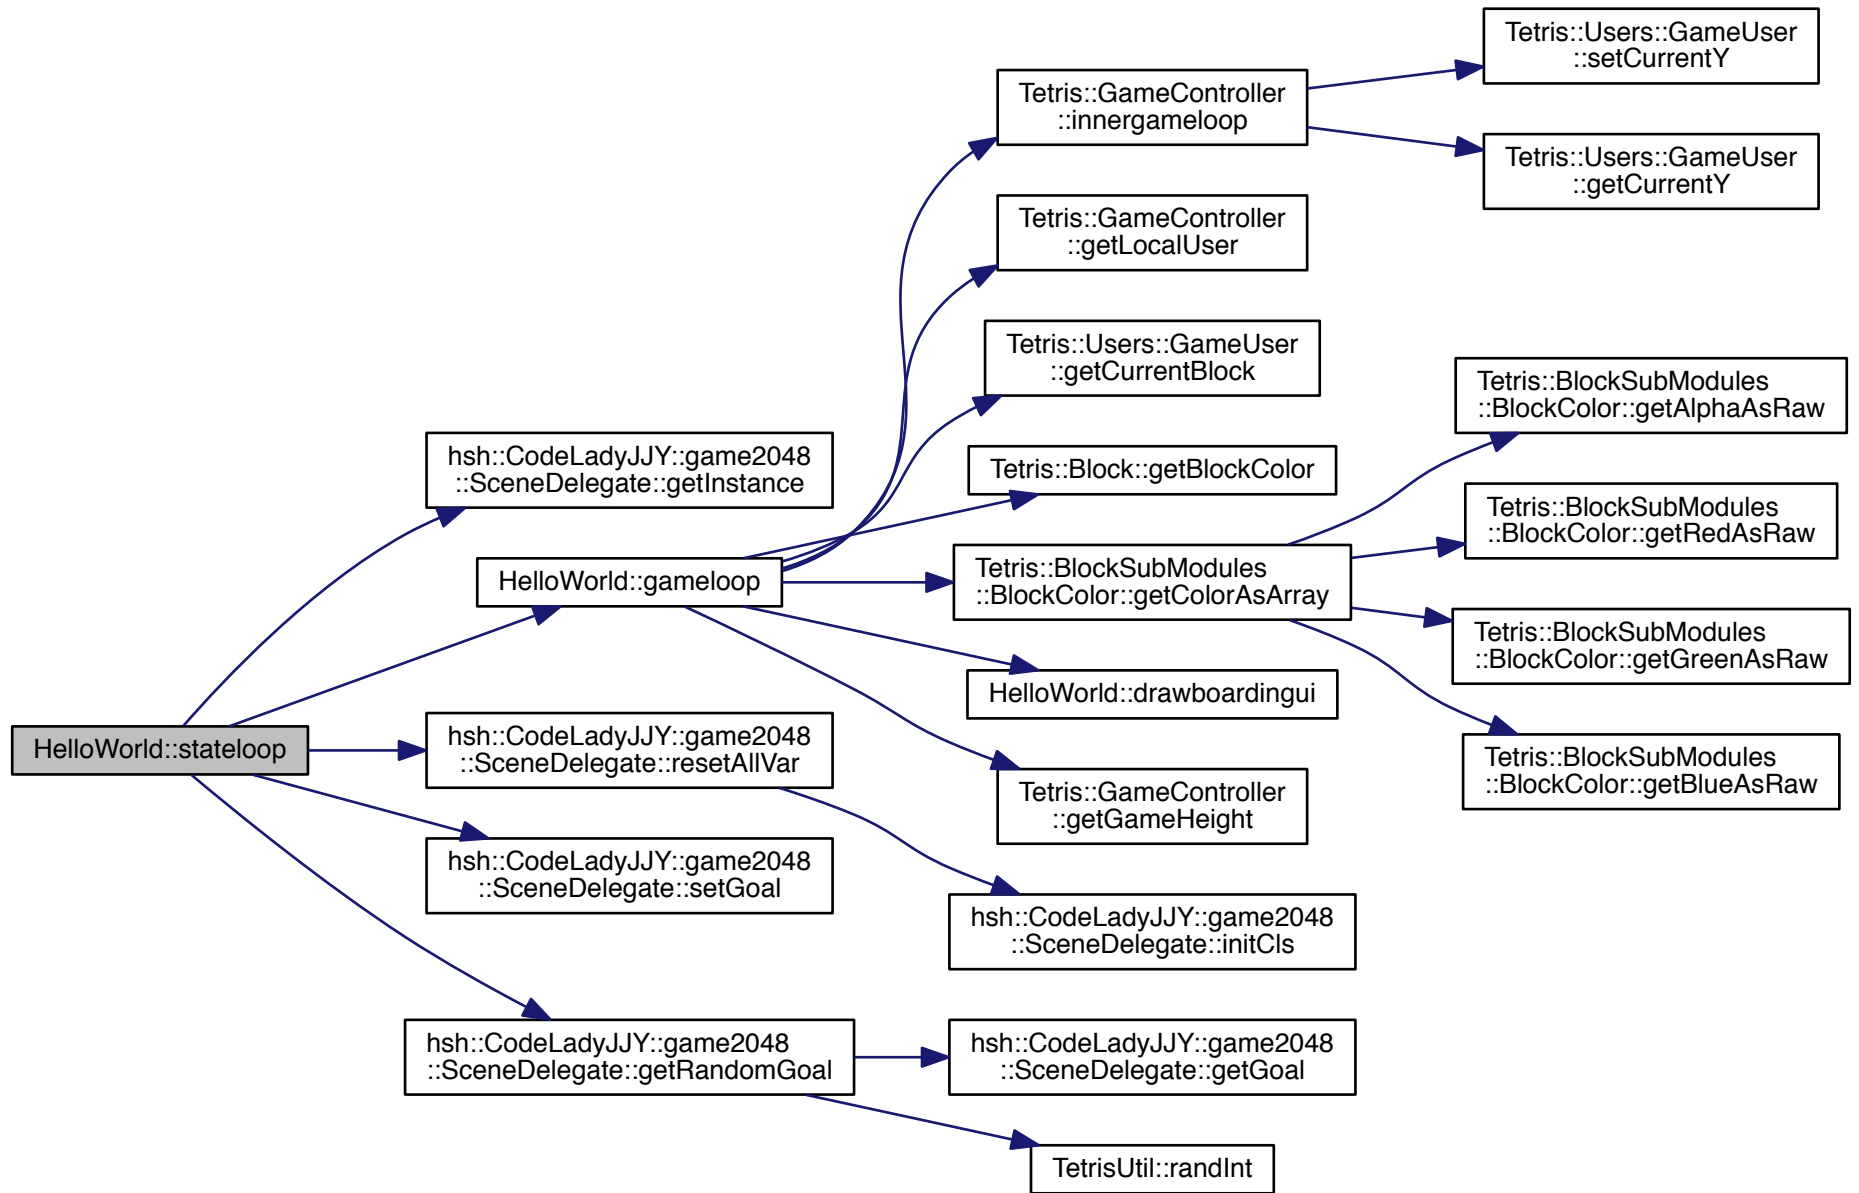 HelloWorld::stateloop
hsh::CodeLadyJJY::game2048
::SceneDelegate::getInstance
HelloWorld::gameloop
hsh::CodeLadyJJY::game2048
::SceneDelegate::resetAllVar
hsh::CodeLadyJJY::game2048
::SceneDelegate::setGoal
hsh::CodeLadyJJY::game2048
::SceneDelegate::getRandomGoal
Tetris::GameController
::innergameloop
Tetris::GameController
::getLocalUser
Tetris::Users::GameUser
::getCurrentBlock
Tetris::Block::getBlockColor
Tetris::BlockSubModules
::BlockColor::getColorAsArray
HelloWorld::drawboardingui
Tetris::GameController
::getGameHeight
hsh::CodeLadyJJY::game2048
::SceneDelegate::initCls
hsh::CodeLadyJJY::game2048
::SceneDelegate::getGoal
TetrisUtil::randInt
Tetris::Users::GameUser
::setCurrentY
Tetris::Users::GameUser
::getCurrentY
Tetris::BlockSubModules
::BlockColor::getAlphaAsRaw
Tetris::BlockSubModules
::BlockColor::getRedAsRaw
Tetris::BlockSubModules
::BlockColor::getGreenAsRaw
Tetris::BlockSubModules
::BlockColor::getBlueAsRaw